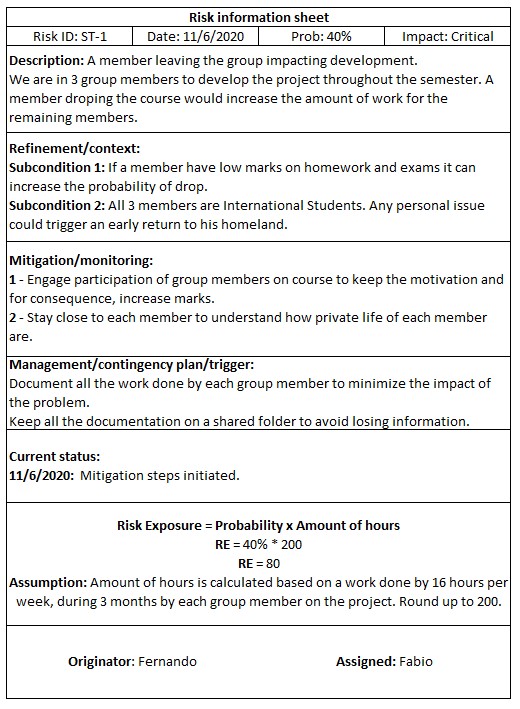 Risk information sheet
Risk ID: ST-1 Date: 11/6/2020 Prob: 40% Impact: Critical
Description: A member leaving the group impacting development.
We are in 3 group members to develop the project throughout the semester. A
member droping the course would increase the amount of work for the
remaining members.
Refinement/context:
Subcondition 1: If a member have low marks on homework and exams it can
increase the probability of drop.
Subcondition 2: All 3 members are International Students. Any personal issue
could trigger an early return to his homeland.
Mitigation/monitoring:
1 - Engage participation of group members on course to keep the motivation and
for consequence, increase marks.
2 - Stay close to each member to understand how private life of each member
are.
Management/contingency plan/trigger:
Document all the work done by each group member to minimize the impact of
the problem.
Keep all the documentation on a shared folder to avoid losing information.
Current status:
11/6/2020: Mitigation steps initiated.
Risk Exposure = Probability x Amount of hours
RE = 40% * 200
RE = 80
Assumption: Amount of hours is calculated based on a work done by 16 hours per
week, during 3 months by each group member on the project. Round up to 200.
Originator: Fernando Assigned: Fabio